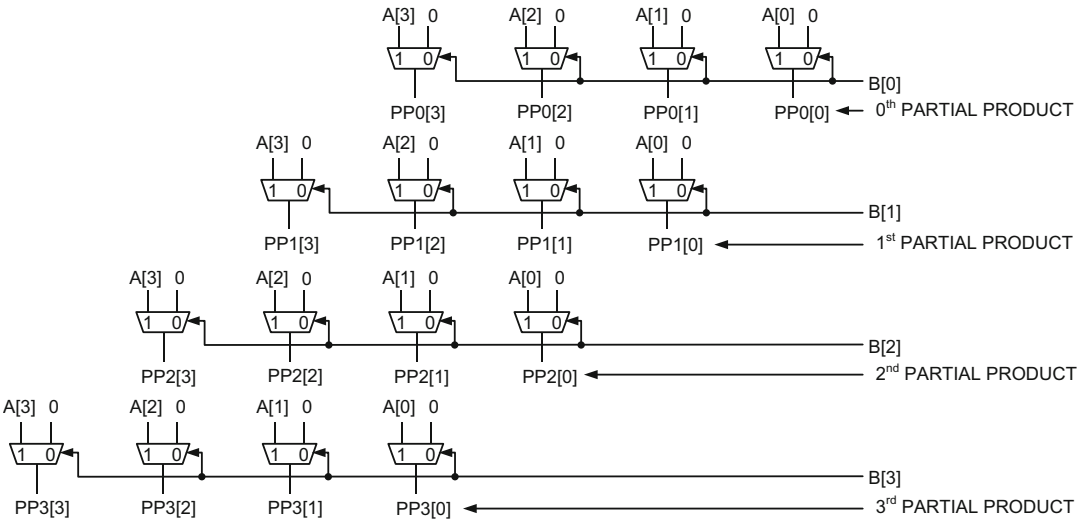 A[3] 0 A[2] 0 A[1] 0 A[0] 0
1 0 1 0 1 0 1 0
B[0]
PP0[3] PP0[2] PP0[1] PP0[0] 0th PARTIAL PRODUCT
A[3] 0 A[2] 0 A[1] 0 A[0] 0
1 0 1 0 1 0 1 0
B[1]
PP1[3] PP1[2] PP1[1] PP1[0] 1st PARTIAL PRODUCT
A[3] 0 A[2] 0 A[1] 0 A[0] 0
1 0 1 0 1 0 1 0
B[2]
PP2[3] PP2[2] PP2[1] PP2[0] 2nd PARTIAL PRODUCT
A[3] 0 A[2] 0 A[1] 0 A[0] 0
1 0 1 0 1 0 1 0
B[3]
PP3[3] PP3[2] PP3[1] PP3[0] 3rd PARTIAL PRODUCT